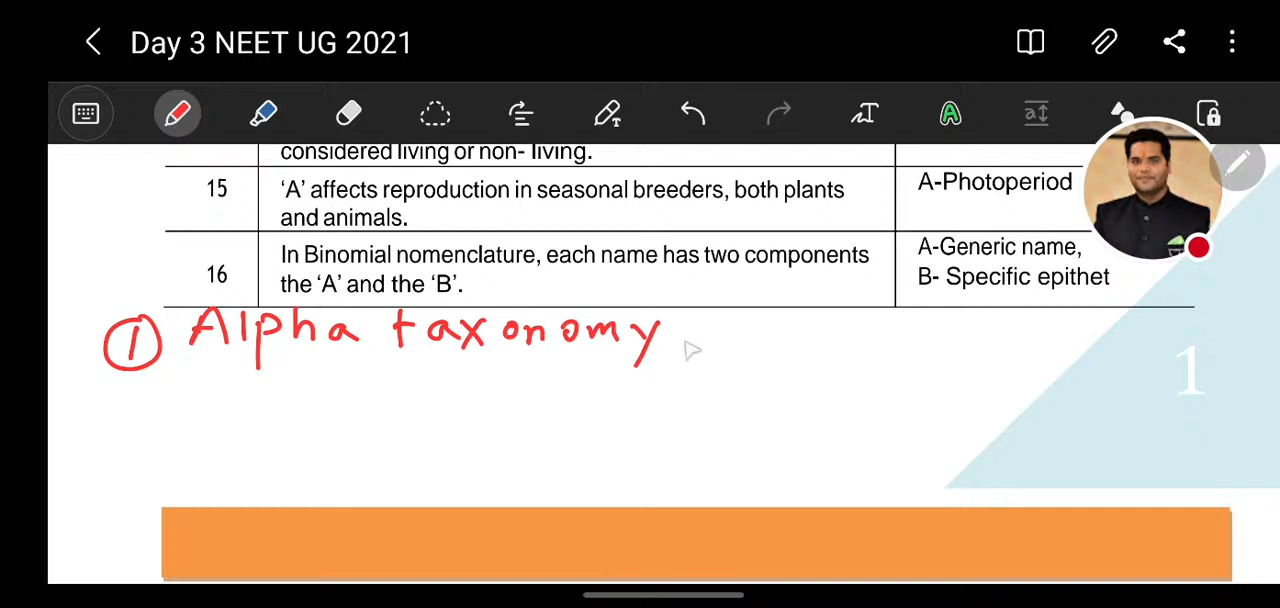 Day 3 NEET UG 2021
considered living or non- living.
15 ‘A’ affects reproduction in seasonal breeders, both plants and animals. A-Photoperiod
16 In Binomial nomenclature, each name has two components the ‘A’ and the ‘B’. A-Generic name, B- Specific epithet
① Alpha taxonomy
1